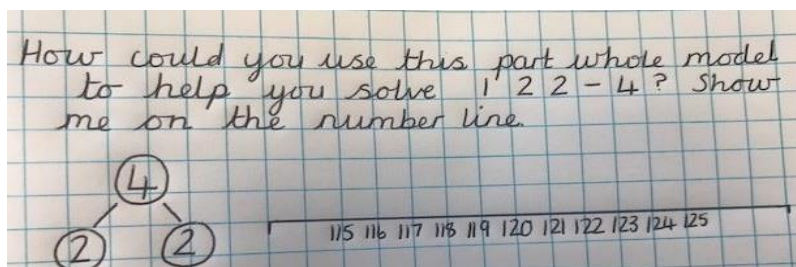 How could you use this part whole model
to help you solve 122 - 4? Show
me on the number line.
4
2 2
115 116 117 118 119 120 121 122 123 124 125